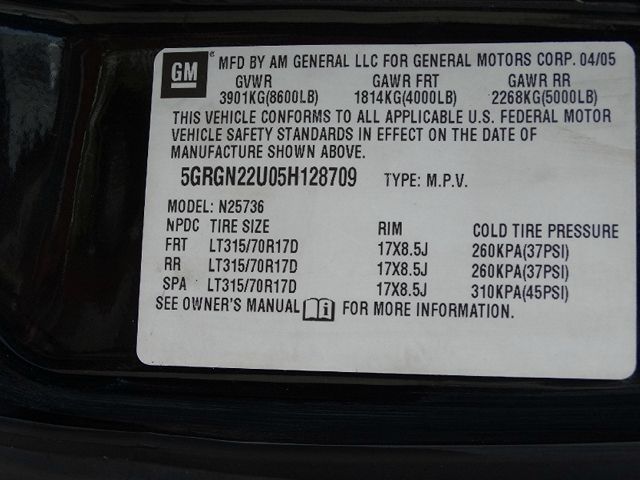 GM
MFD BY AM GENERAL LLC FOR GENERAL MOTORS CORP. 04/05
GVWR GAWR FRT GAWR RR
3901KG(8600LB) 1814KG(4000LB) 2268KG(5000LB)
THIS VEHICLE CONFORMS TO ALL APPLICABLE U.S. FEDERAL MOTOR
VEHICLE SAFETY STANDARDS IN EFFECT ON THE DATE OF
MANUFACTURE SHOWN ABOVE.
5GRGN22U05H128709 TYPE: M.P.V.
MODEL: N25736
NPDC TIRE SIZE RIM COLD TIRE PRESSURE
FRT LT315/70R17D 17X8.5J 260KPA(37PSI)
RR LT315/70R17D 17X8.5J 260KPA(37PSI)
SPA LT315/70R17D 17X8.5J 310KPA(45PSI)
SEE OWNER'S MANUAL i FOR MORE INFORMATION.